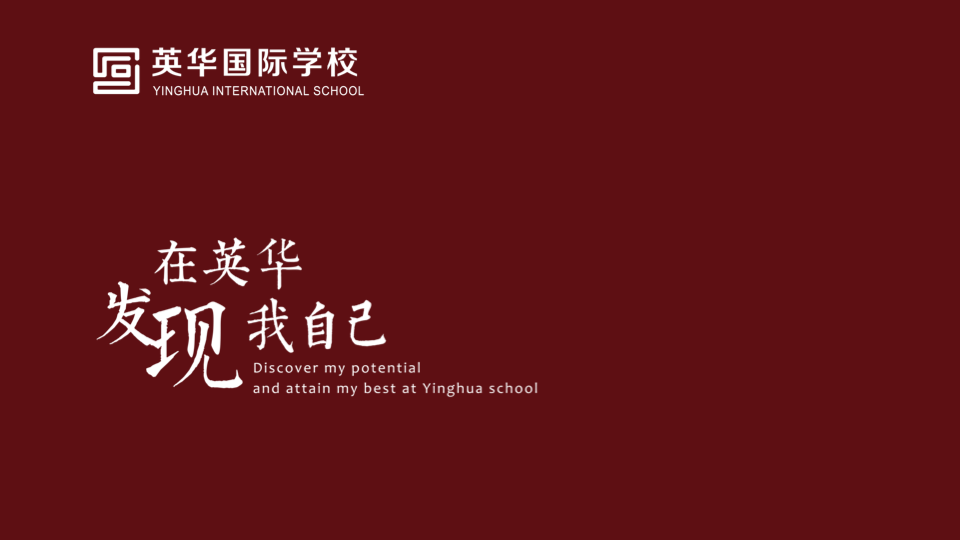 英华国际学校
YINGHUA INTERNATIONAL SCHOOL
在英华
发现我自己
Discover my potential
and attain my best at Yinghua school